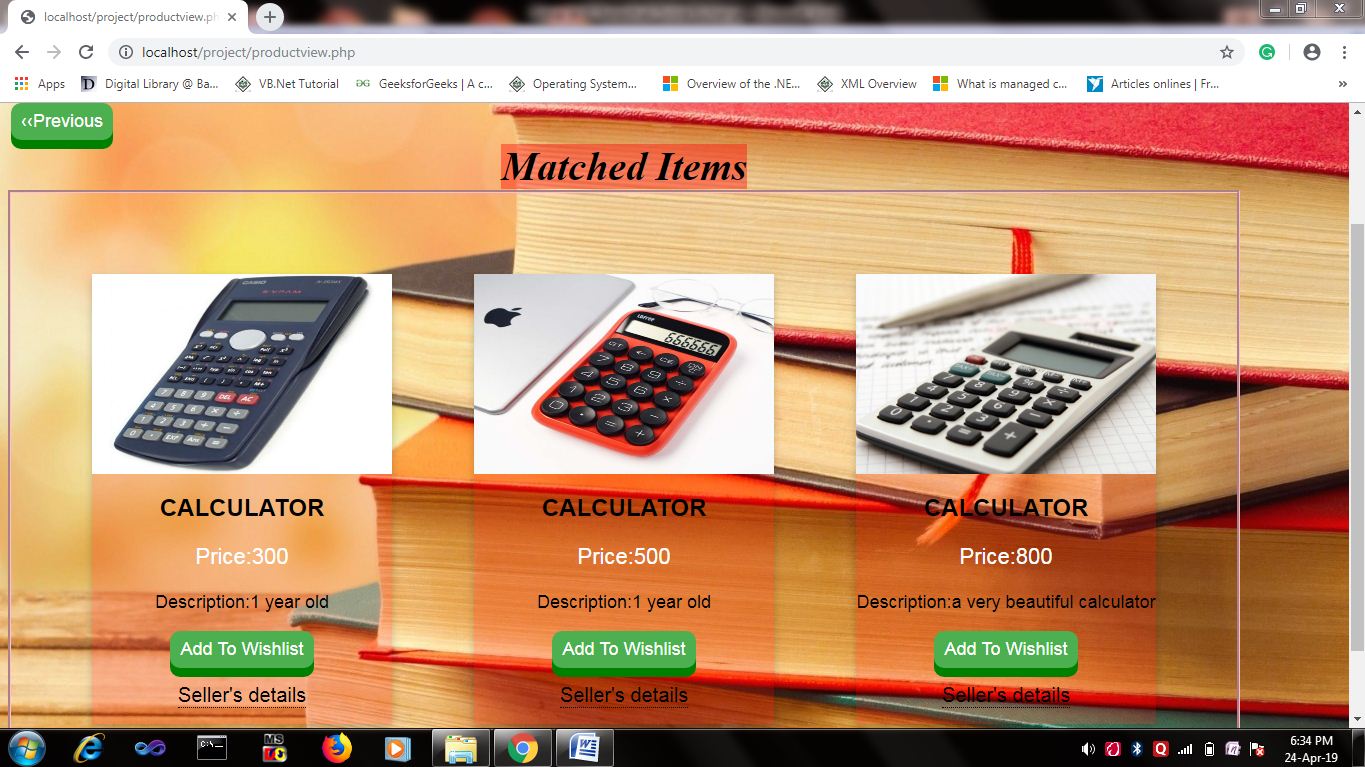 localhost/project/productview.ph
localhost/project/productview.php
Apps
Digital Library @ Ba...
VB.Net Tutorial
GeeksforGeeks | A c...
Operating System...
Overview of the .NE...
XML Overview
What is managed c...
Articles onlines | Fr...
»
‹‹Previous
Matched Items
CASIO
CALCULATOR
Price:300
Description:1 year old
Add To Wishlist
Seller's details
666666
CALCULATOR
Price:500
Description:1 year old
Add To Wishlist
Seller's details
CALCULATOR
Price:800
Description:a very beautiful calculator
Add To Wishlist
Seller's details
6:34 PM
24-Apr-19